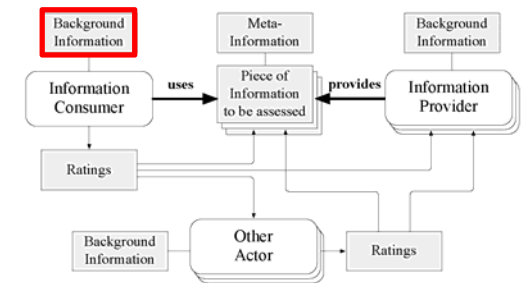 Background
Information
Meta-
Information
Background
Information
Information
Consumer
uses
Piece of
Information
to be assessed
provides
Information
Provider
Ratings
Background
Information
Other
Actor
Ratings